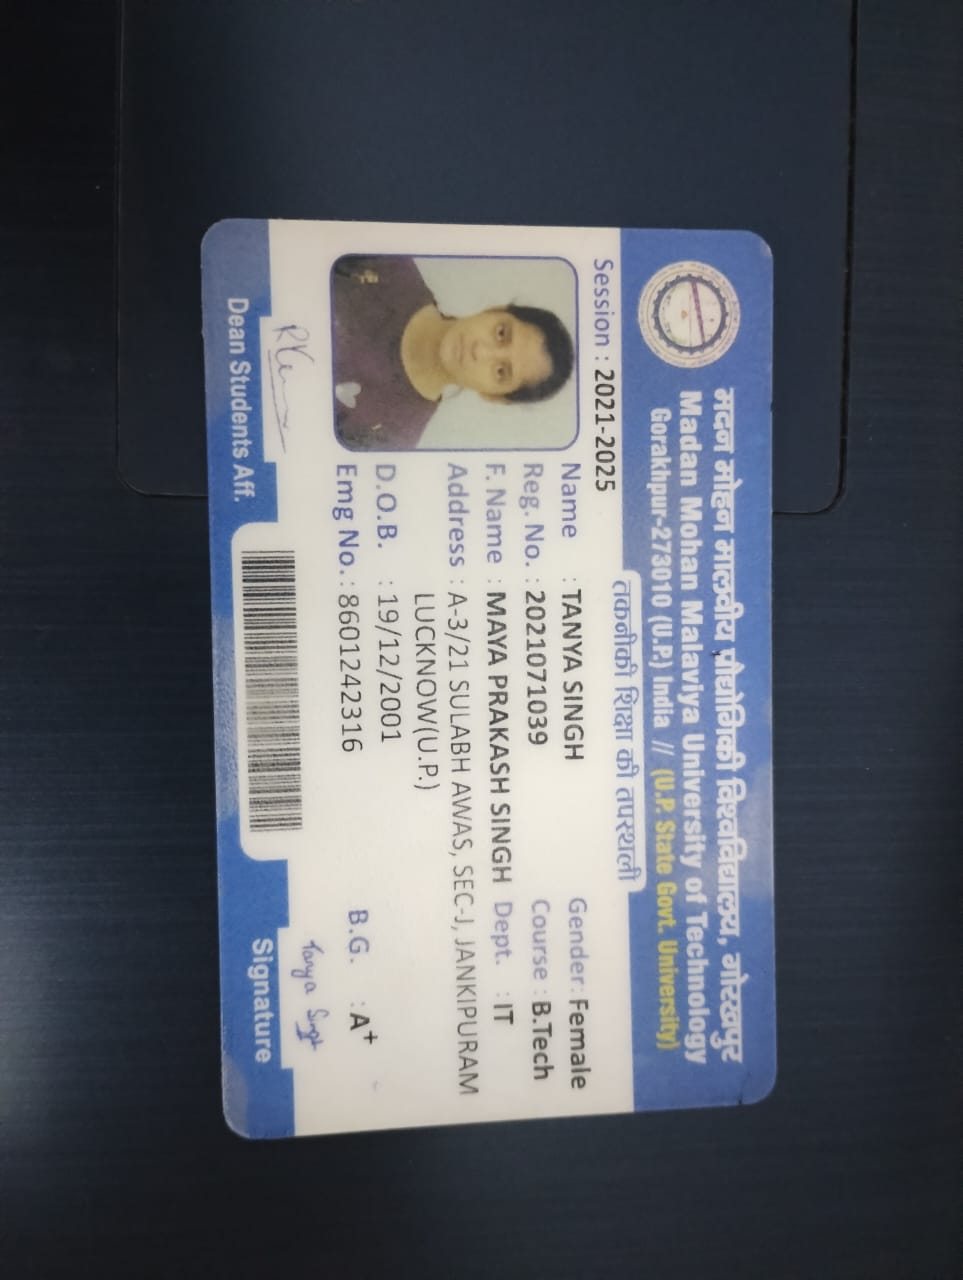 मदन मोहन मालवीय प्रौद्योगिकी विश्वविद्यालय, गोरखपुर
Madan Mohan Malaviya University of Technology
Gorakhpur-273010 (U.P.) India // (U.P. State Govt. University)
तकनीकी शिक्षा की तपस्थली
Session : 2021-2025
Name : TANYA SINGH Gender : Female
Reg. No. : 2021071039 Course : B.Tech
F. Name : MAYA PRAKASH SINGH Dept. : IT
Address : A-3/21 SULABH AWAS, SEC-J, JANKIPURAM
LUCKNOW(U.P.)
D.O.B. : 19/12/2001
Emg No. : 8601242316 B.G. : A+
Tanya Singh
Dean Students Aff. Signature